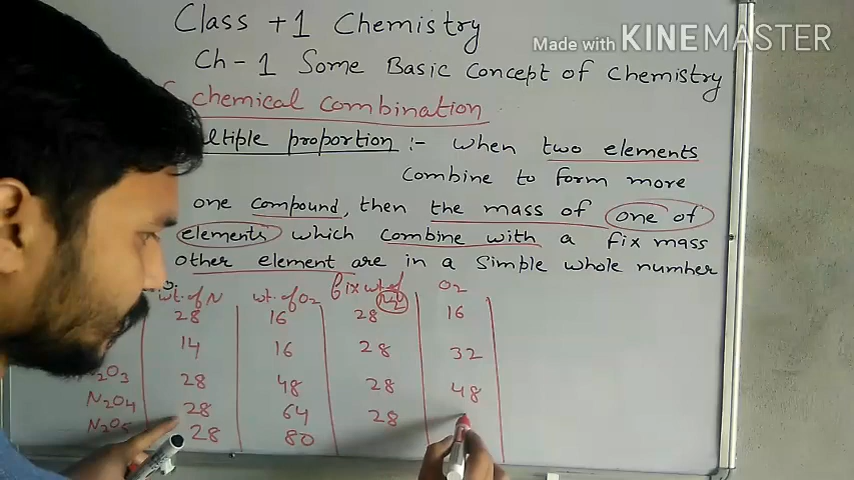 Class +1 Chemistry
Made with KINEMASTER
Ch-1 Some Basic Concept of Chemistry
chemical combination
ultiple proportion :- when two elements
combine to form more
one compound, then the mass of one of
elements which combine with a fix mass
other element are in a simple whole number
wt. of N wt. of O2 fix wt. of N2 O2
28 16 28 16
14 16 28 32
N2O3 28 48 28 48
N2O4 28 64 28
N2O5 28 80